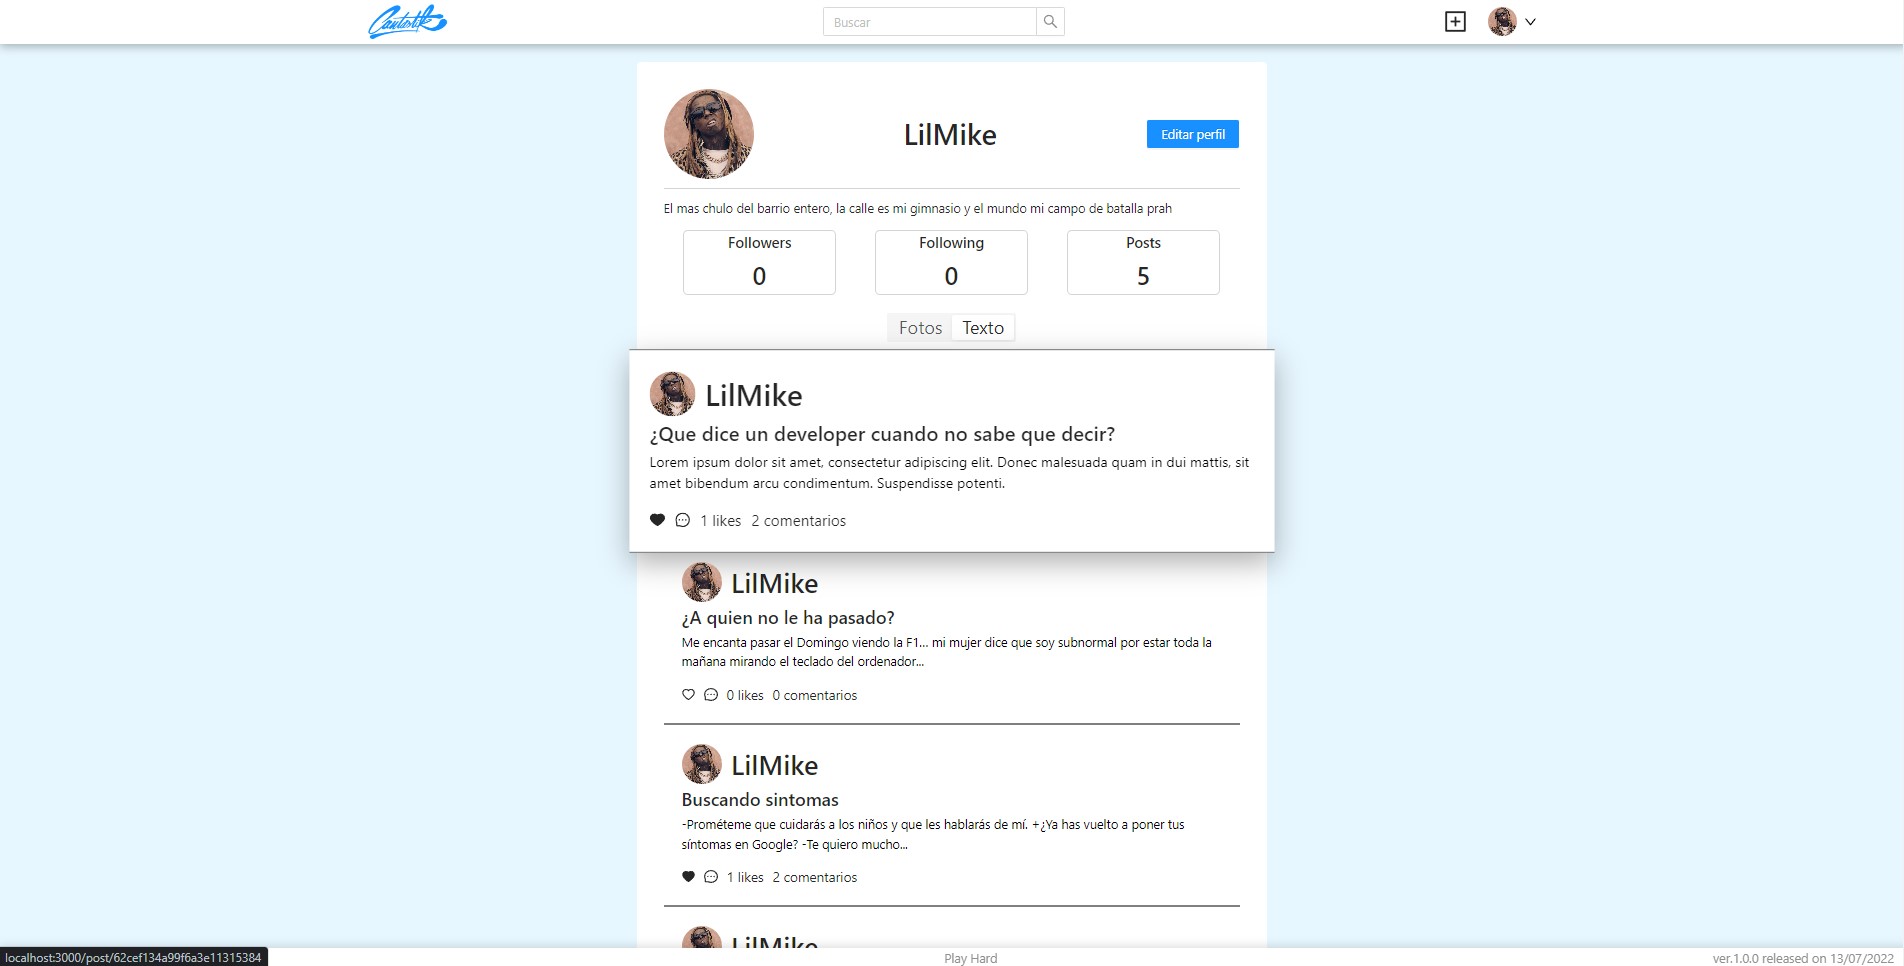 Cantastik
Buscar
LilMike
Editar perfil
El mas chulo del barrio entero, la calle es mi gimnasio y el mundo mi campo de batalla prah
Followers
Following
Posts
0
0
5
Fotos
Texto
LilMike
¿Que dice un developer cuando no sabe que decir?
Lorem ipsum dolor sit amet, consectetur adipiscing elit. Donec malesuada quam in dui mattis, sit
amet bibendum arcu condimentum. Suspendisse potenti.
1 likes 2 comentarios
LilMike
¿A quien no le ha pasado?
Me encanta pasar el Domingo viendo la F1... mi mujer dice que soy subnormal por estar toda la
mañana mirando el teclado del ordenador...
0 likes 0 comentarios
LilMike
Buscando sintomas
-Prométeme que cuidarás a los niños y que les hablarás de mí. +¿Ya has vuelto a poner tus
síntomas en Google? -Te quiero mucho...
1 likes 2 comentarios
LilMike
localhost:3000/post/62cef134a99f6a3e11315384
Play Hard
ver.1.0.0 released on 13/07/2022